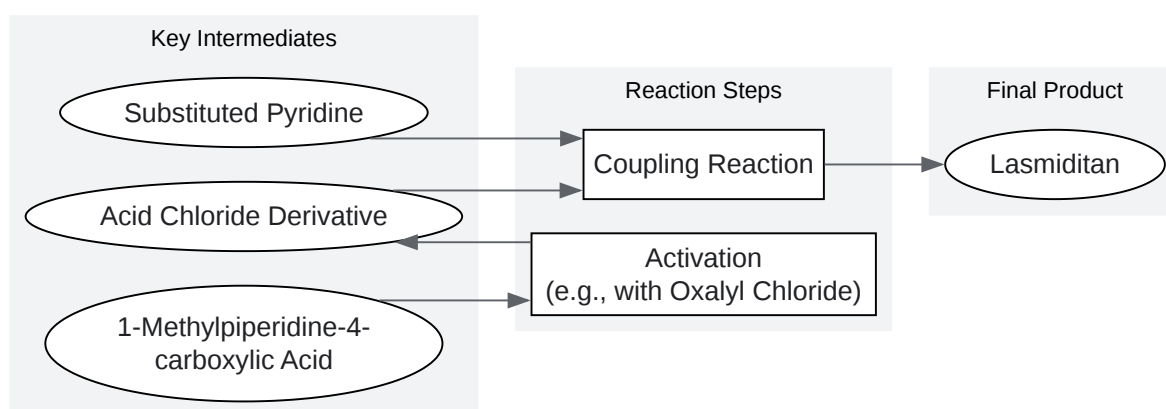 Key Intermediates
Substituted Pyridine
Acid Chloride Derivative
1-Methylpiperidine-4-
carboxylic Acid
Reaction Steps
Coupling Reaction
Activation
(e.g., with Oxalyl Chloride)
Final Product
Lasmiditan